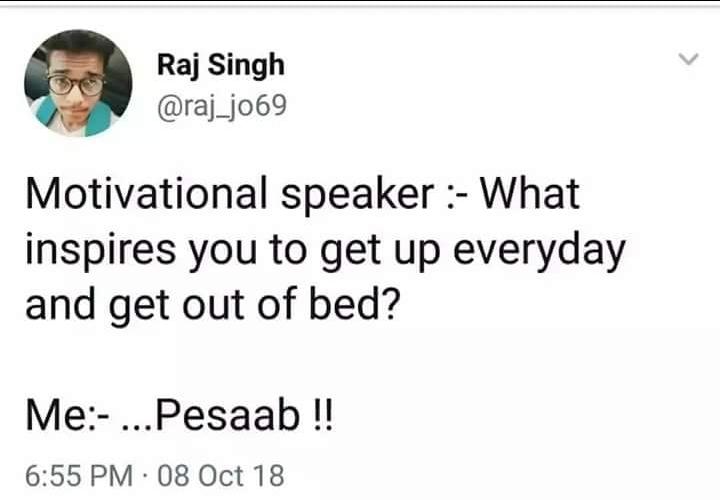 Raj Singh
@raj_jo69
Motivational speaker :- What
inspires you to get up everyday
and get out of bed?
Me:- ...Pesaab !!
6:55 PM · 08 Oct 18